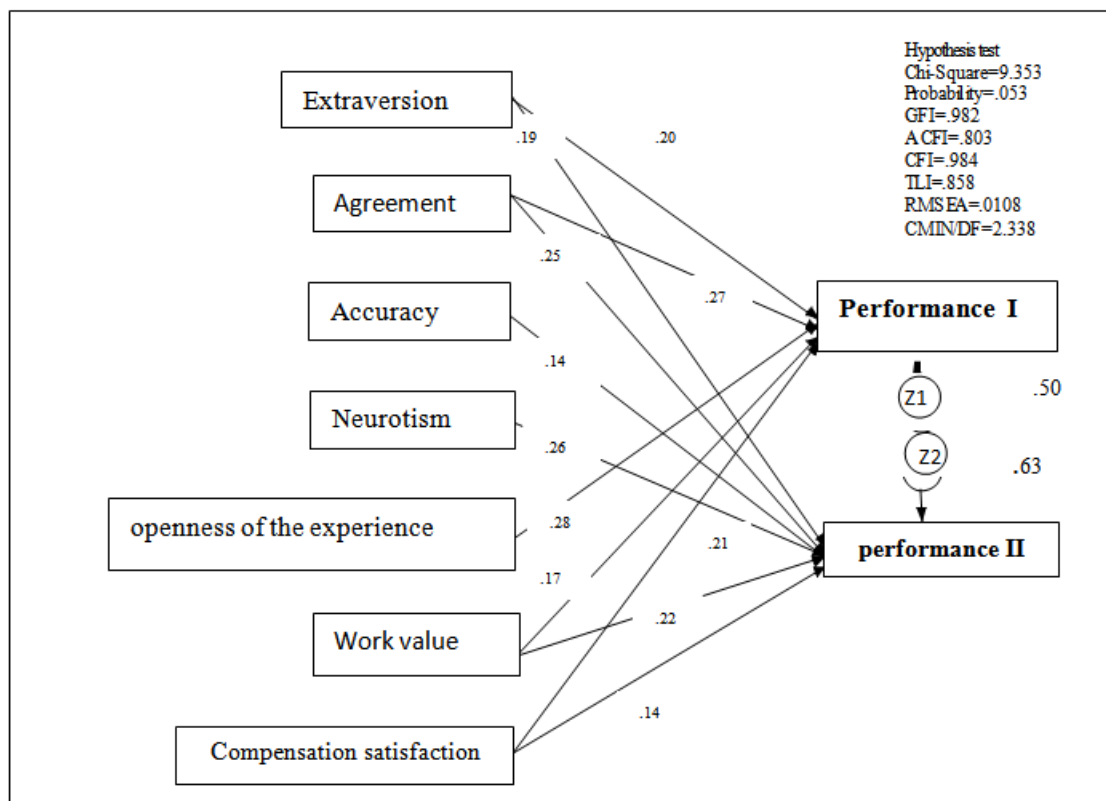 Hypothesis test
Chi-Square=9.353
Probability=.053
GFI=.982
ACFI=.803
CFI=.984
TLI=.858
RMSEA=.0108
CMIN/DF=2.338
Extraversion
.19
.20
Agreement
.25
.27
Accuracy
Performance I
.14
Z1
.50
Neurotism
.26
Z2
.63
openness of the experience
.28
.21
performance II
.17
Work value
.22
.14
Compensation satisfaction